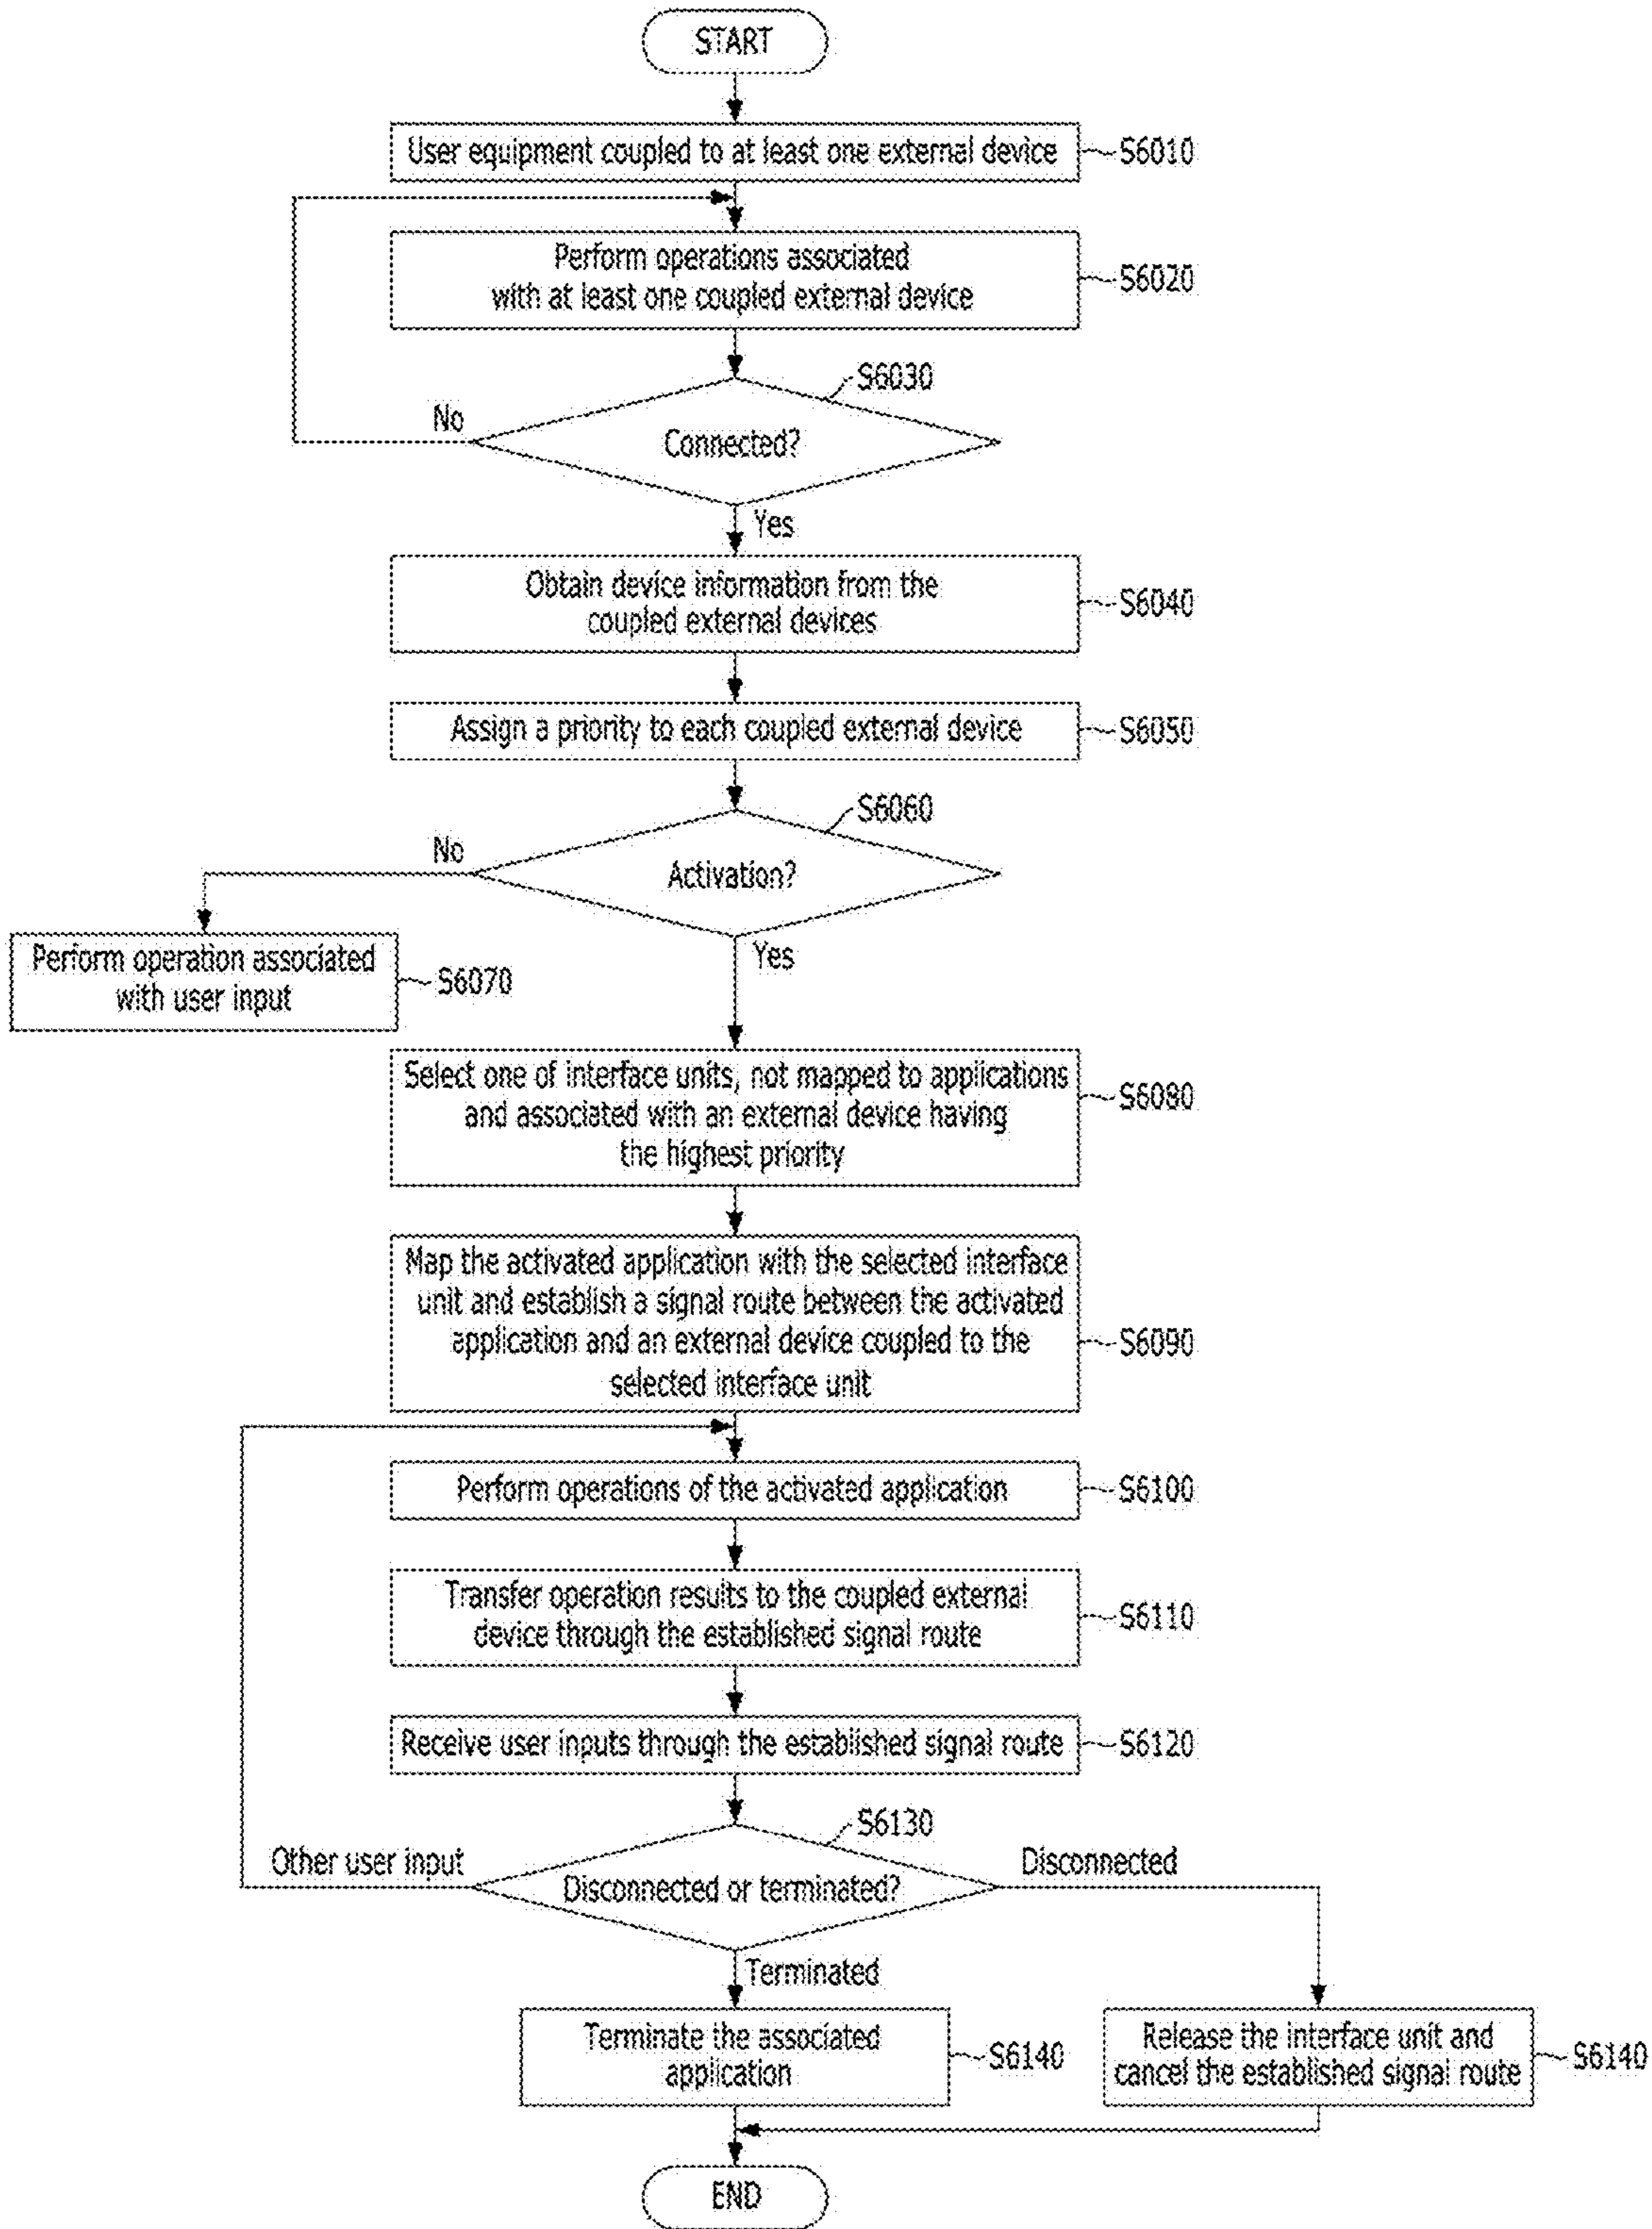 START
User equipment coupled to at least one external device
S6010
Perform operations associated
with at least one coupled external device
S6020
S6030
No
Connected?
Yes
Obtain device information from the
coupled external devices
S6040
Assign a priority to each coupled external device
S6050
S6060
No
Activation?
Yes
Perform operation associated
with user input
S6070
Select one of interface units, not mapped to applications
and associated with an external device having
the highest priority
S6080
Map the activated application with the selected interface
unit and establish a signal route between the activated
application and an external device coupled to the
selected interface unit
S6090
Perform operations of the activated application
S6100
Transfer operation results to the coupled external
device through the established signal route
S6110
Receive user inputs through the established signal route
S6120
S6130
Other user input
Disconnected or terminated?
Disconnected
Terminated
Terminate the associated
application
S6140
Release the interface unit and
cancel the established signal route
S6140
END